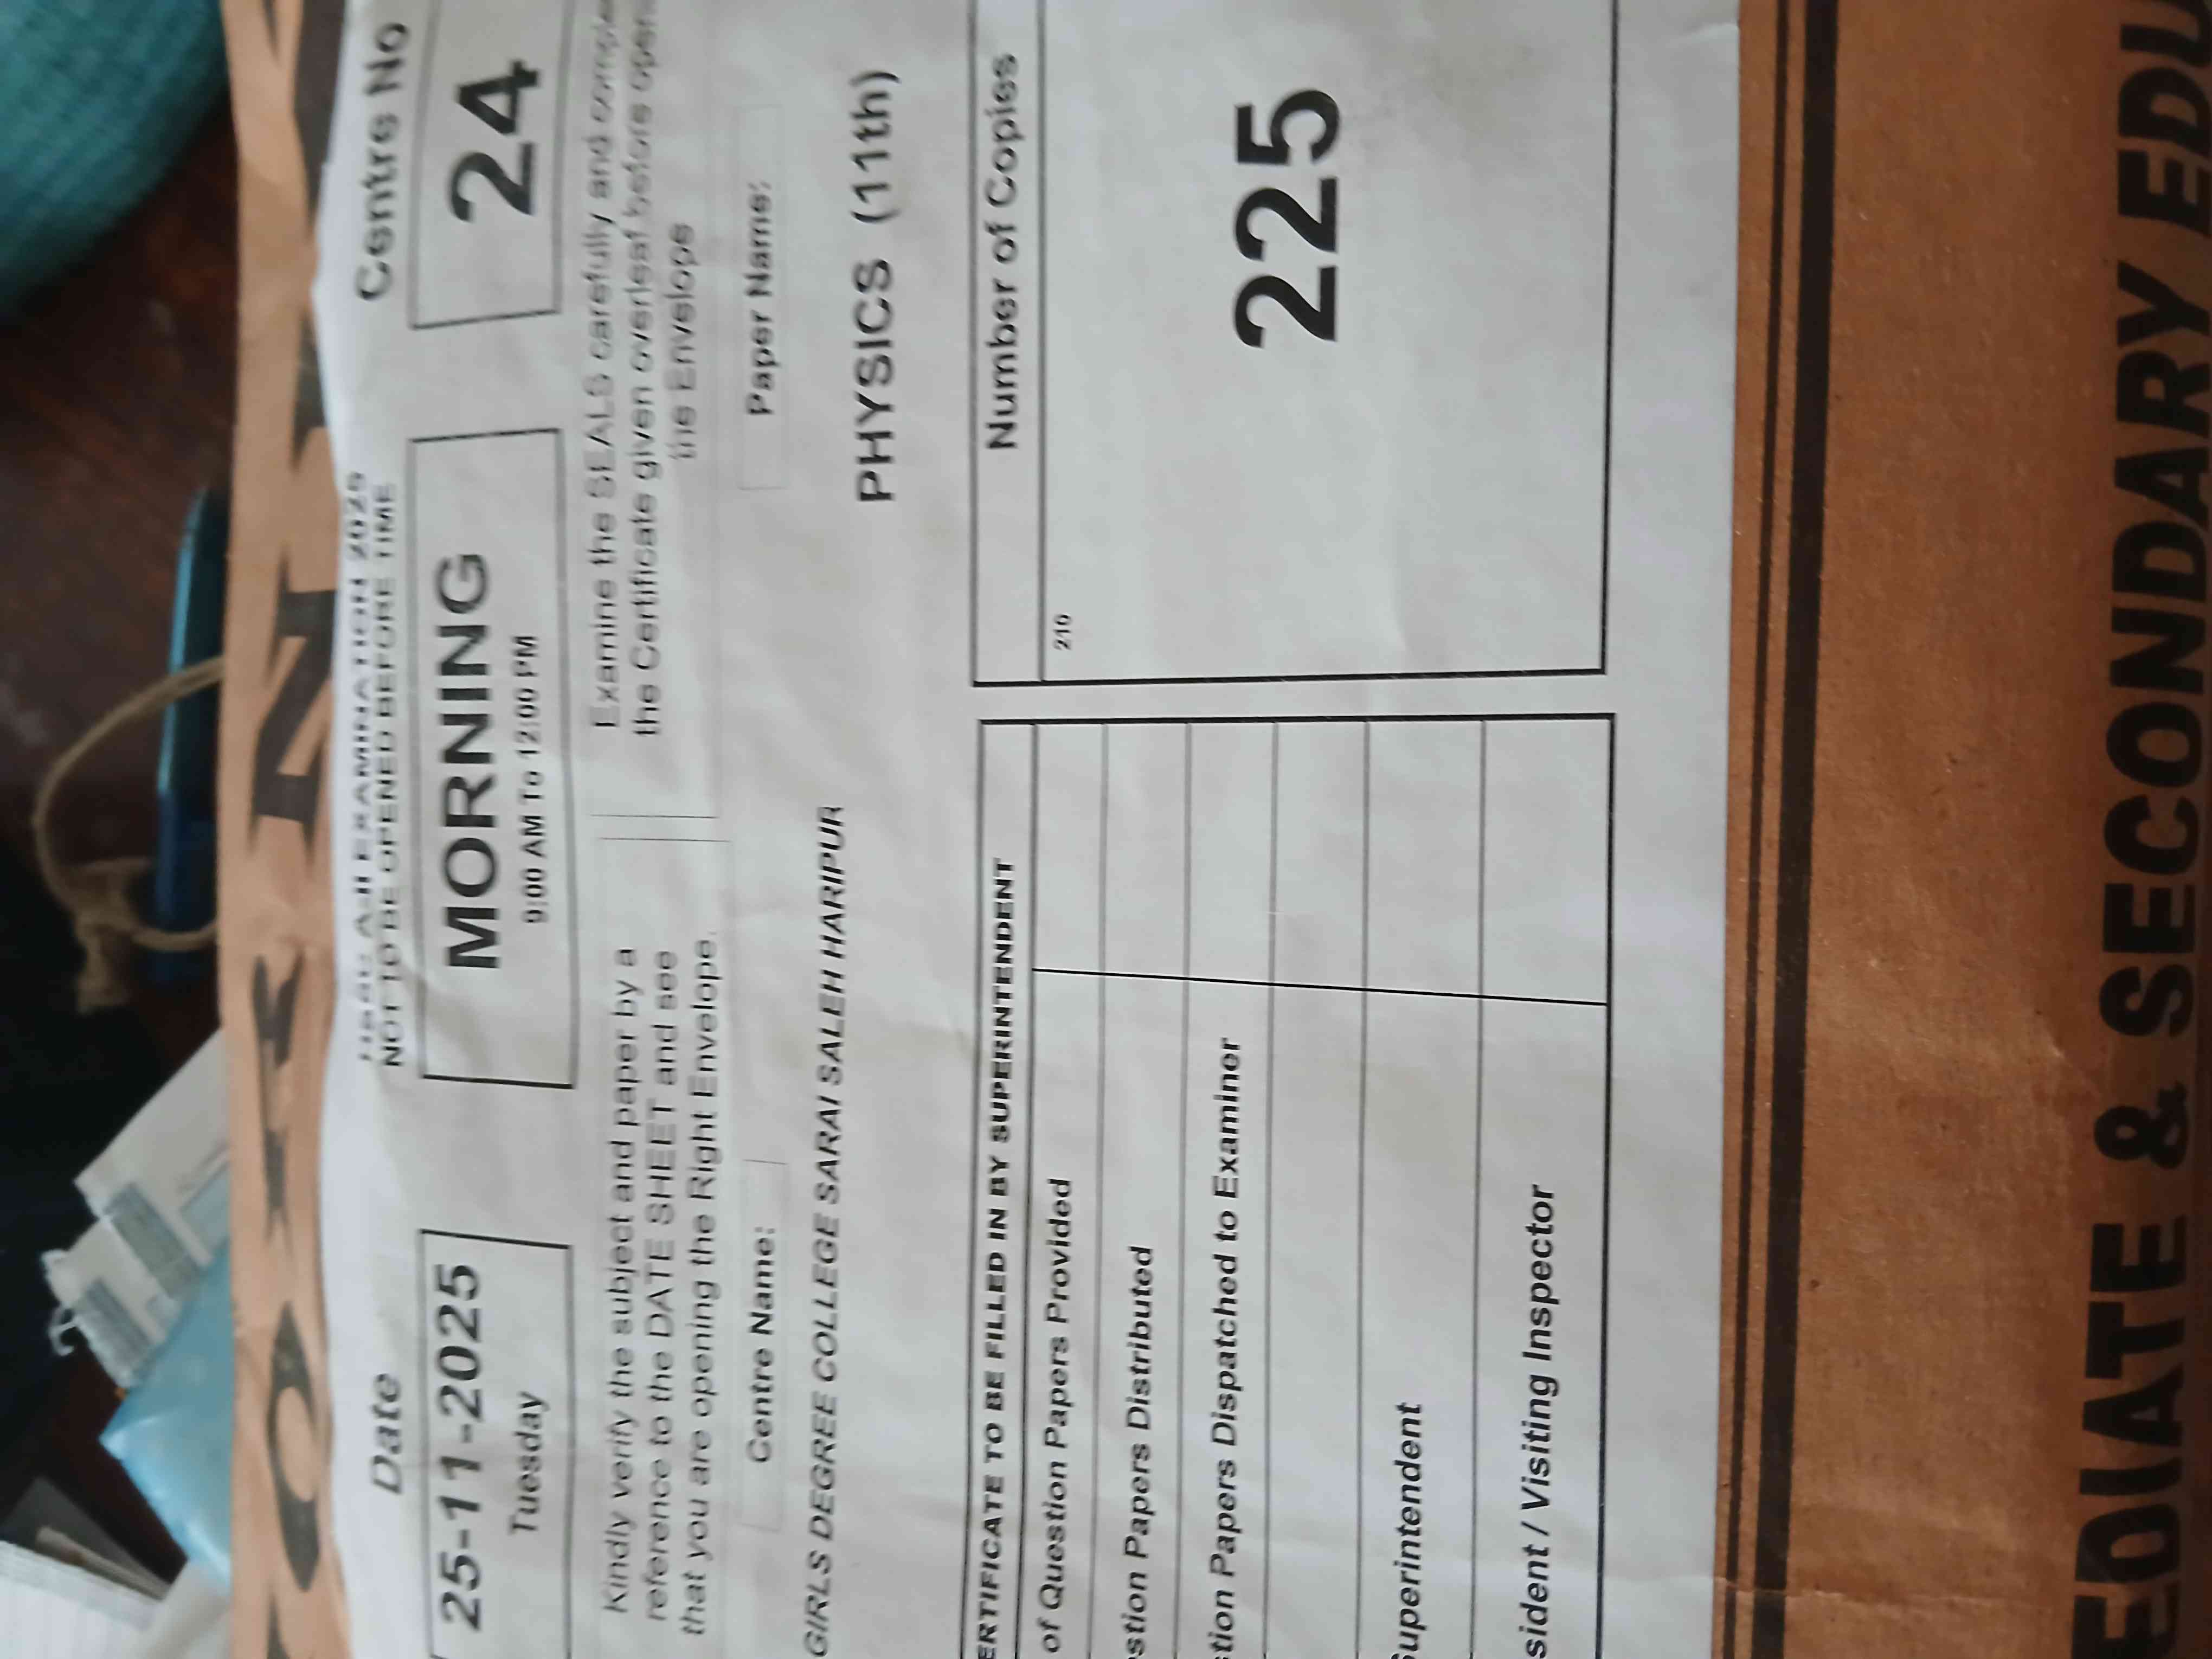 Date
25-11-2025
Tuesday
EXAMINATION 2025
NOT TO BE OPENED BEFORE TIME
MORNING
9:00 AM To 12:00 PM
Centre No
24
Kindly verify the subject and paper by a
reference to the DATE SHEET and see
that you are opening the Right Envelope.
Examine the SEALS carefully and
the Certificate given overleaf before
the Envelope
Centre Name:
GIRLS DEGREE COLLEGE SARAI SALEH HARIPUR
Paper Name:
PHYSICS (11th)
ERTIFICATE TO BE FILLED IN BY SUPERINTENDENT
of Question Papers Provided
stion Papers Distributed
tion Papers Dispatched to Examiner
Superintendent
sident / Visiting Inspector
Number of Copies
210
225
EDIATE & SECONDARY EDU